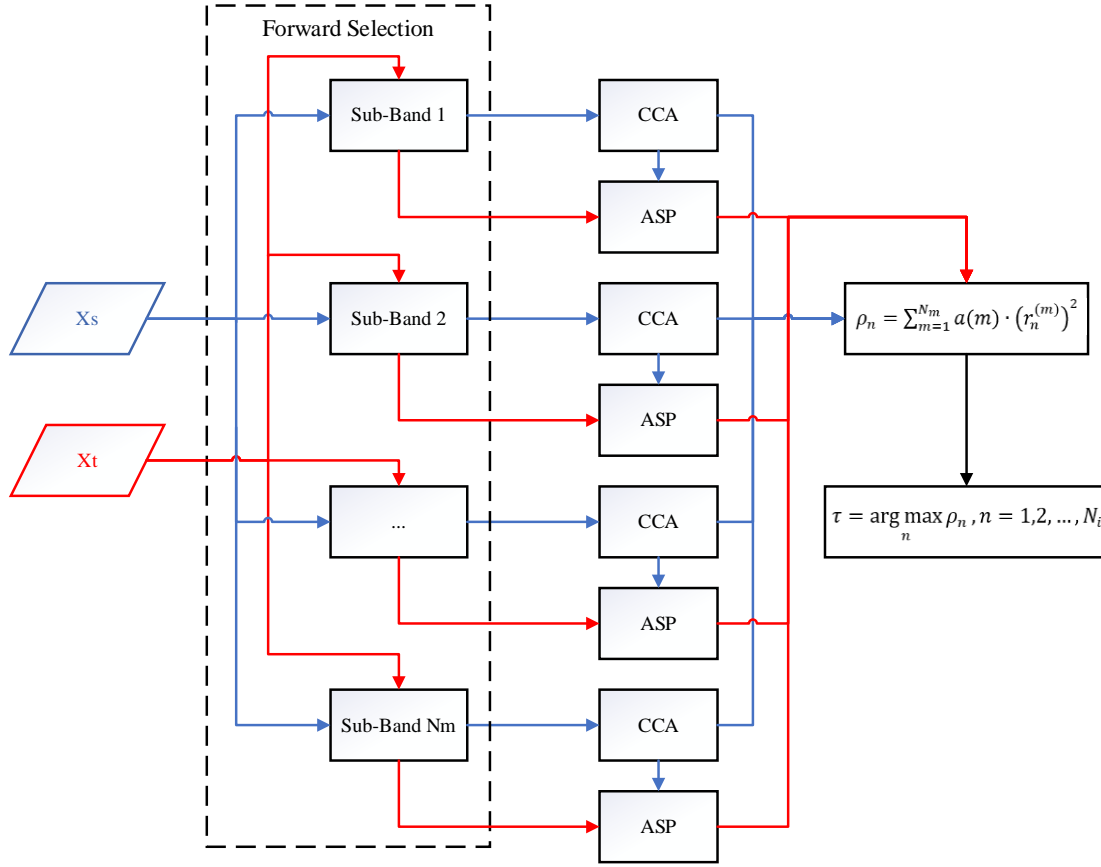 Forward Selection
Sub-Band 1
CCA
ASP
Xs
Sub-Band 2
CCA
ρ_n = ∑_{m=1}^{N_m} a(m) · (r_n^{(m)})^2
ASP
Xt
...
CCA
τ = arg max_n ρ_n , n = 1,2, … , N_i
ASP
Sub-Band Nm
CCA
ASP